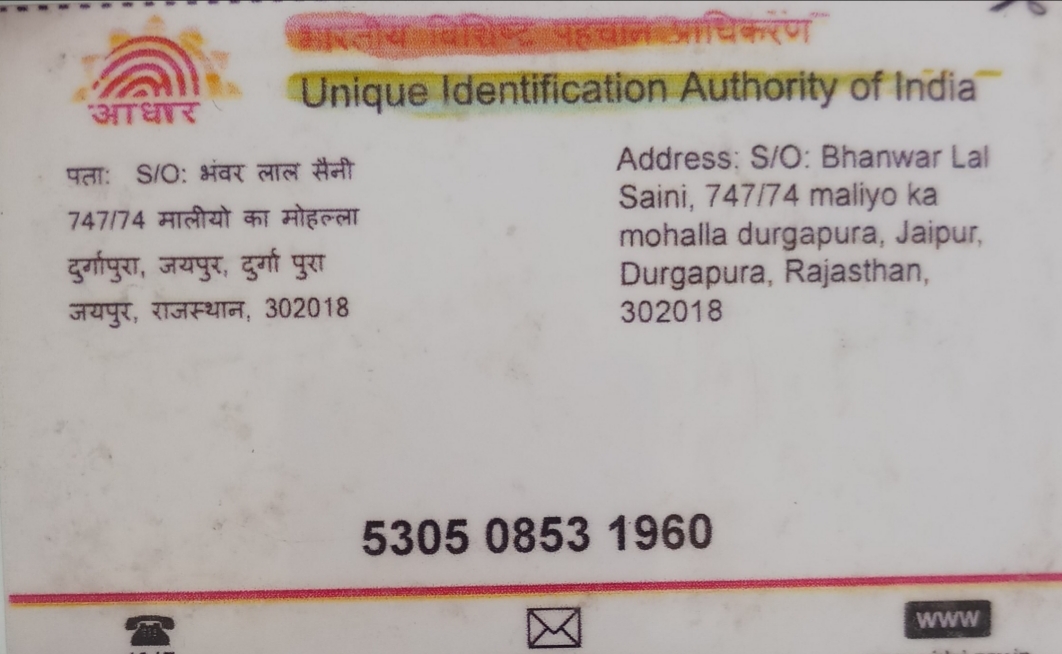 भारतीय विशिष्ट पहचान प्राधिकरण
Unique Identification Authority of India
आधार
पता: S/O: भंवर लाल सैनी
747/74 मालीयो का मोहल्ला
दुर्गापुरा, जयपुर, दुर्गा पुरा
जयपुर, राजस्थान, 302018
Address: S/O: Bhanwar Lal
Saini, 747/74 maliyo ka
mohalla durgapura, Jaipur,
Durgapura, Rajasthan,
302018
5305 0853 1960
www